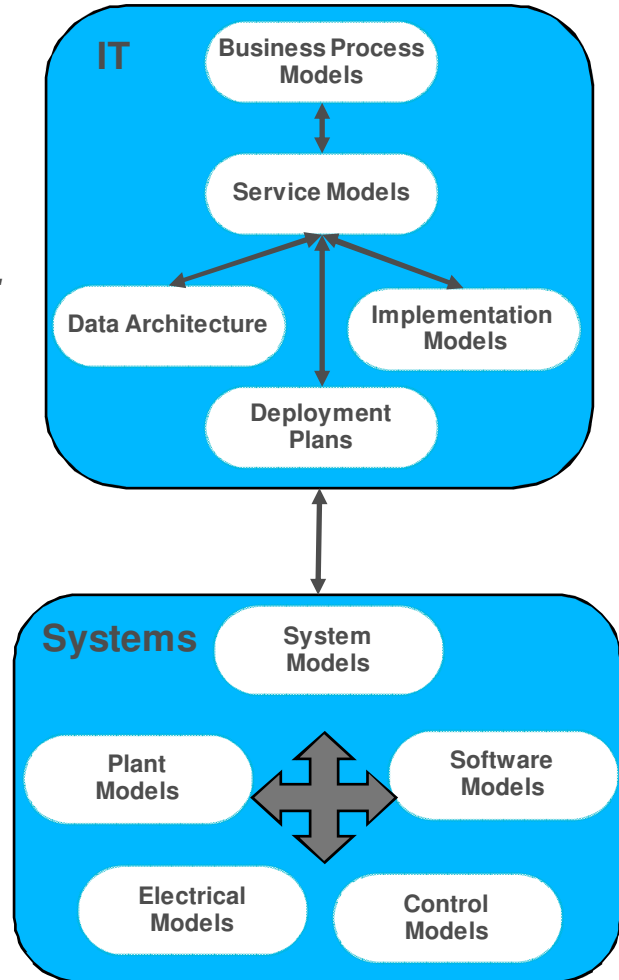 IT
Business Process
Models
Service Models
Data Architecture
Implementation
Models
Deployment
Plans
Systems
System
Models
Plant
Models
Software
Models
Electrical
Models
Control
Models